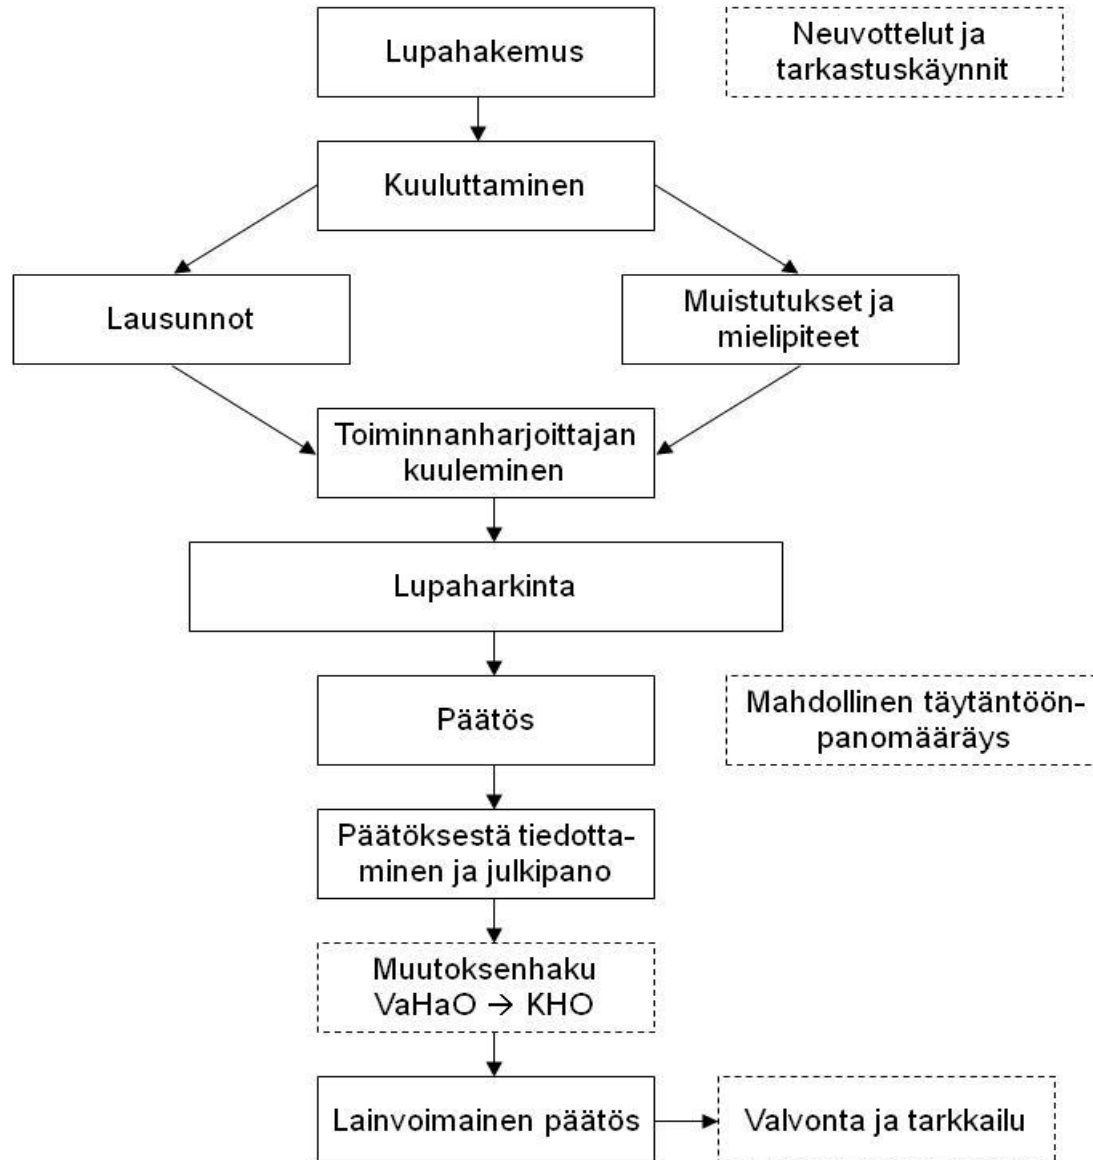 Lupahakemus
Neuvottelut ja
tarkastuskäynnit
Kuuluttaminen
Lausunnot
Muistutukset ja
mielipiteet
Toiminnanharjoittajan
kuuleminen
Lupaharkinta
Päätös
Mahdollinen täytäntöön-
panomääräys
Päätöksestä tiedotta-
minen ja julkipano
Muutoksenhaku
VaHaO → KHO
Lainvoimainen päätös
Valvonta ja tarkkailu